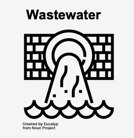 Wastewater
Created by Eucalyp
from Noun Project